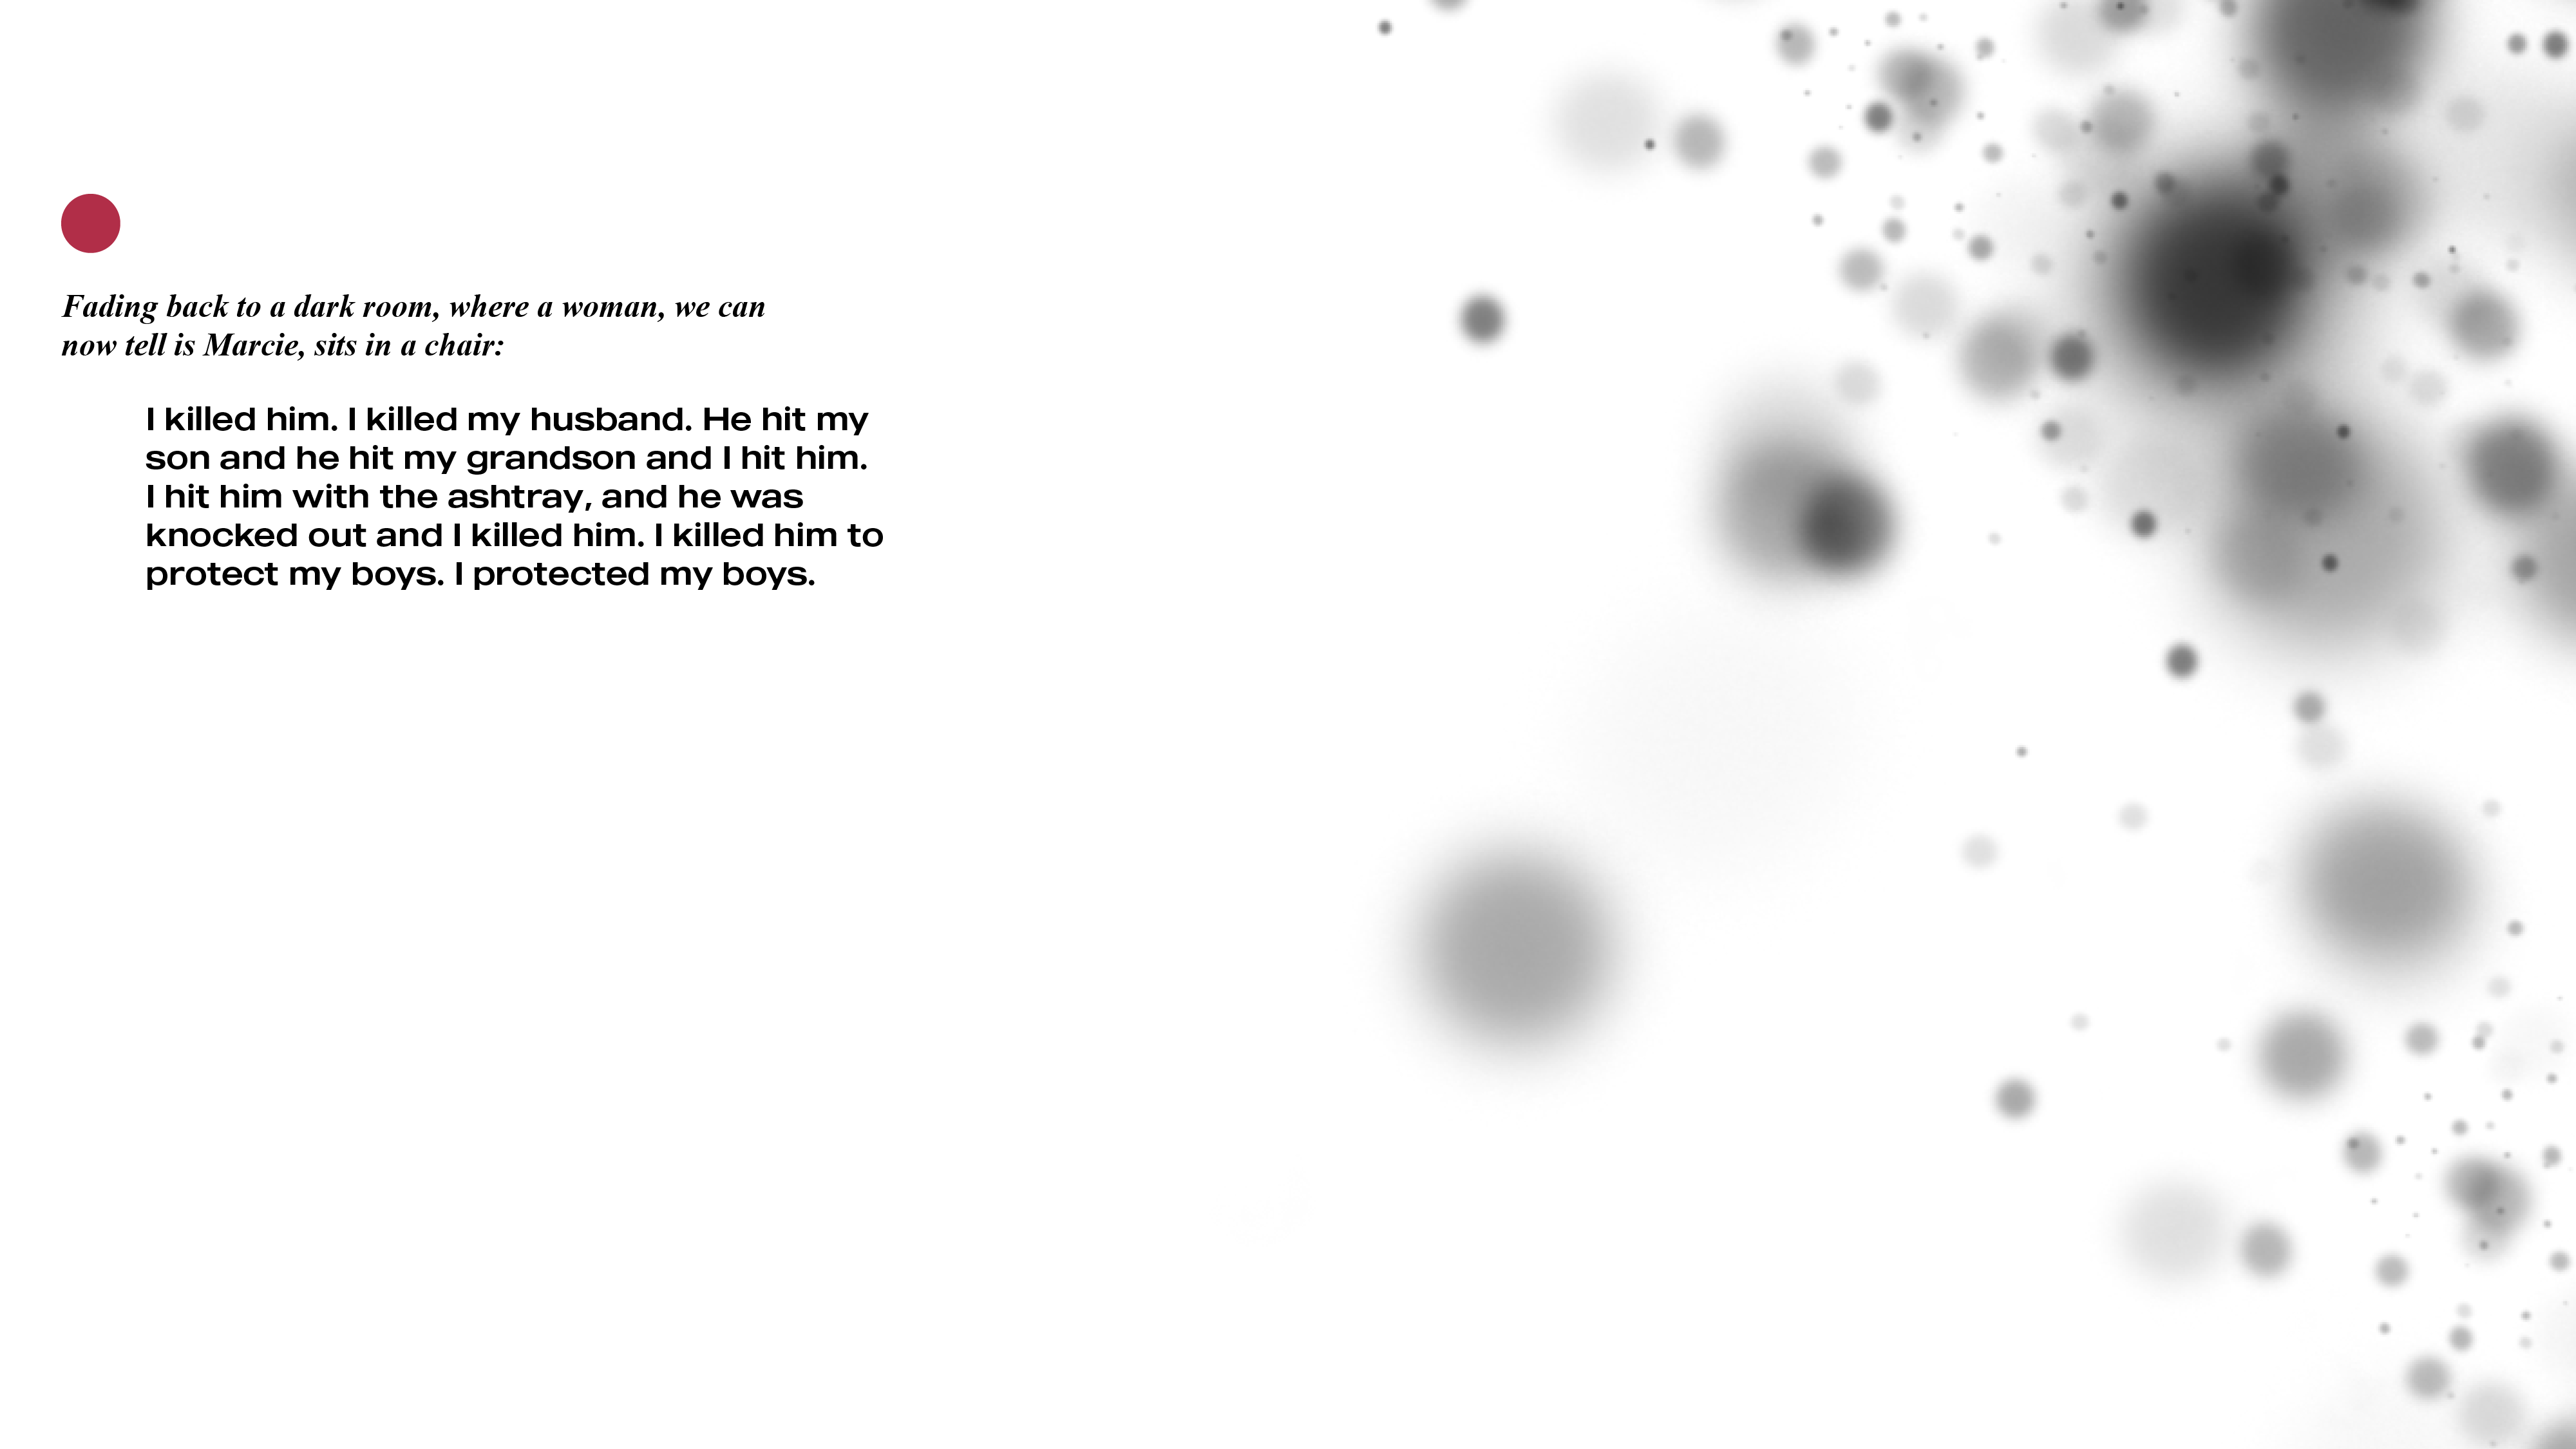 Fading back to a dark room, where a woman, we can
now tell is Marcie, sits in a chair:
I killed him. I killed my husband. He hit my
son and he hit my grandson and I hit him.
I hit him with the ashtray, and he was
knocked out and I killed him. I killed him to
protect my boys. I protected my boys.